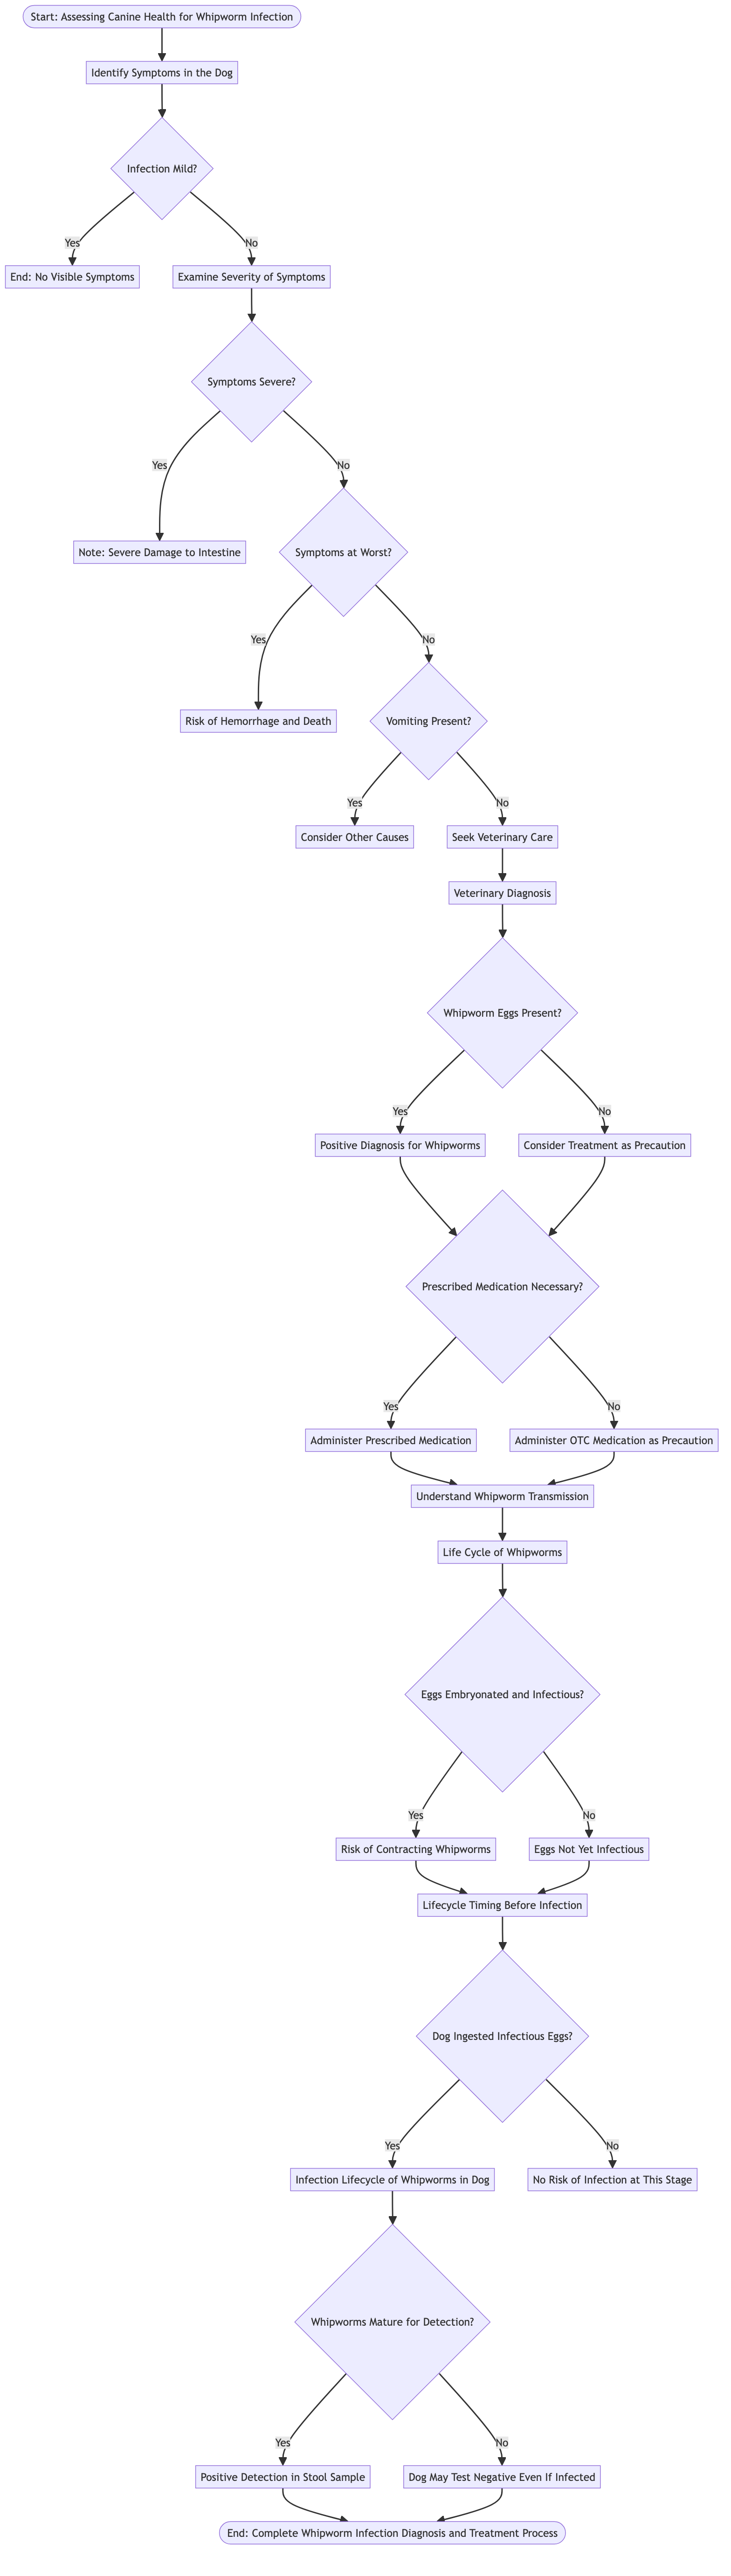 Start: Assessing Canine Health for Whipworm Infection
Identify Symptoms in the Dog
Infection Mild?
Yes
No
End: No Visible Symptoms
Examine Severity of Symptoms
Symptoms Severe?
Yes
No
Note: Severe Damage to Intestine
Symptoms at Worst?
Yes
No
Risk of Hemorrhage and Death
Vomiting Present?
Yes
No
Consider Other Causes
Seek Veterinary Care
Veterinary Diagnosis
Whipworm Eggs Present?
Yes
No
Positive Diagnosis for Whipworms
Consider Treatment as Precaution
Prescribed Medication Necessary?
Yes
No
Administer Prescribed Medication
Administer OTC Medication as Precaution
Understand Whipworm Transmission
Life Cycle of Whipworms
Eggs Embryonated and Infectious?
Yes
No
Risk of Contracting Whipworms
Eggs Not Yet Infectious
Lifecycle Timing Before Infection
Dog Ingested Infectious Eggs?
Yes
No
Infection Lifecycle of Whipworms in Dog
No Risk of Infection at This Stage
Whipworms Mature for Detection?
Yes
No
Positive Detection in Stool Sample
Dog May Test Negative Even If Infected
End: Complete Whipworm Infection Diagnosis and Treatment Process